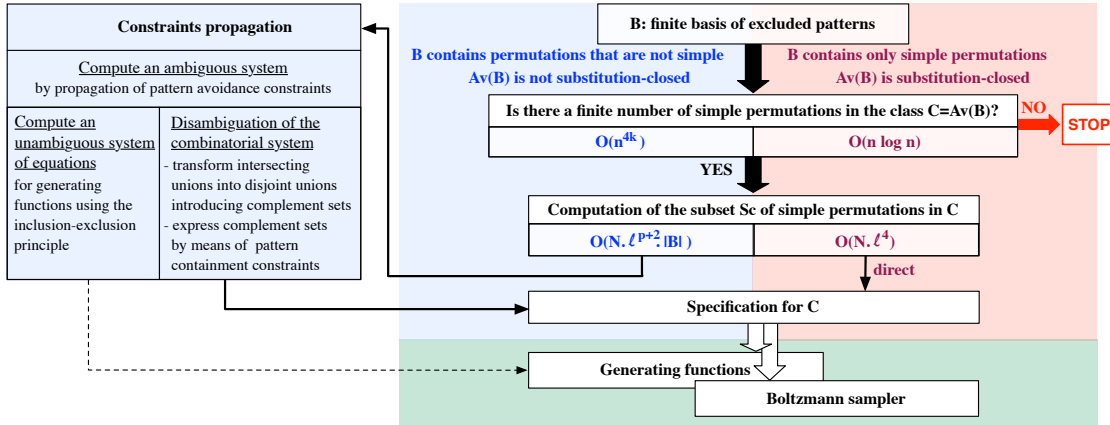 Constraints propagation
Compute an ambiguous system
by propagation of pattern avoidance constraints
Compute an
unambiguous system
of equations
for generating
functions using the
inclusion-exclusion
principle
Disambiguation of the
combinatorial system
- transform intersecting
unions into disjoint unions
introducing complement sets
- express complement sets
by means of pattern
containment constraints
B: finite basis of excluded patterns
B contains permutations that are not simple
Av(B) is not substitution-closed
B contains only simple permutations
Av(B) is substitution-closed
Is there a finite number of simple permutations in the class C=Av(B)?
O(n^{4k})
O(n log n)
NO
STOP
YES
Computation of the subset Sc of simple permutations in C
O(N. ℓ^{p+2}. |B| )
O(N. ℓ^4)
direct
Specification for C
Generating functions
Boltzmann sampler